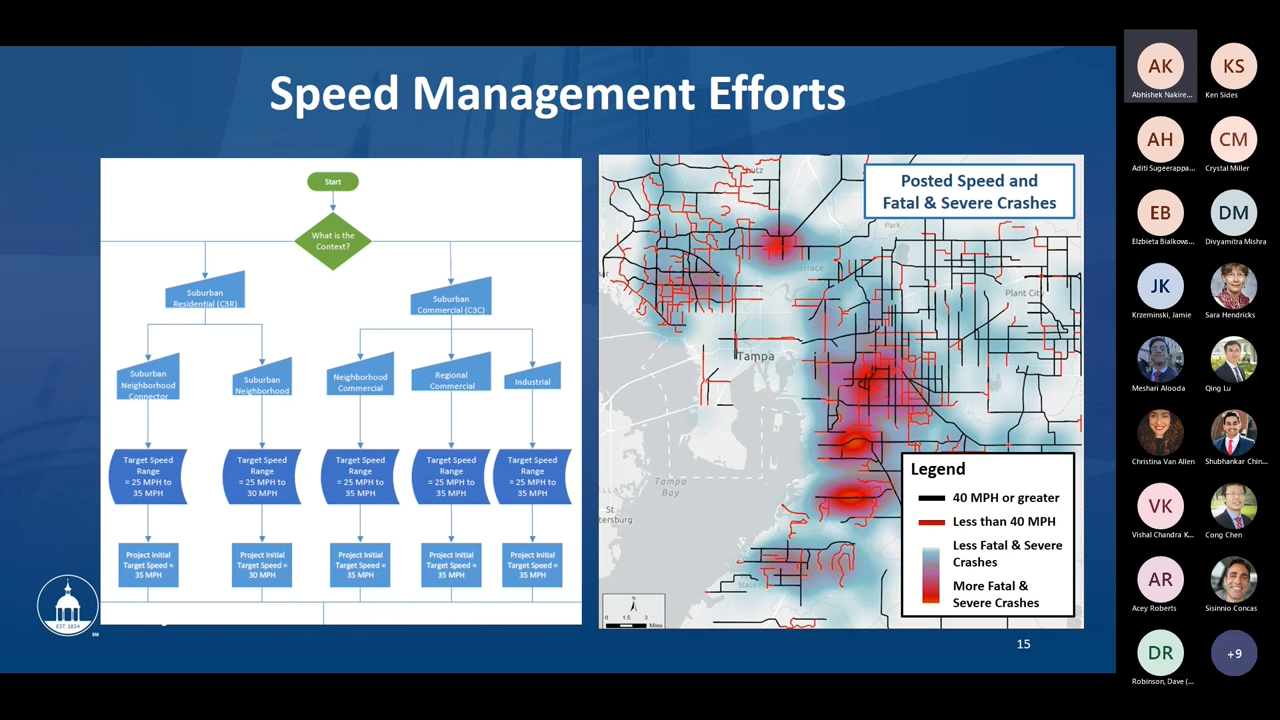 Speed Management Efforts
Start
What is the
Context?
Suburban
Residential (C3R)
Suburban
Commercial (C3C)
Suburban
Neighborhood
Connector
Suburban
Neighborhood
Neighborhood
Commercial
Regional
Commercial
Industrial
Target Speed
Range
= 25 MPH to
35 MPH
Target Speed
Range
= 25 MPH to
30 MPH
Target Speed
Range
= 25 MPH to
35 MPH
Target Speed
Range
= 25 MPH to
35 MPH
Target Speed
Range
= 25 MPH to
35 MPH
Project Initial
Target Speed =
35 MPH
Project Initial
Target Speed =
30 MPH
Project Initial
Target Speed =
35 MPH
Project Initial
Target Speed =
35 MPH
Project Initial
Target Speed =
35 MPH
EST. 1834
SM
Posted Speed and
Fatal & Severe Crashes
Park
Plant City
Tampa
Tampa
Bay
St
Legend
40 MPH or greater
Less than 40 MPH
Less Fatal & Severe
Crashes
More Fatal &
Severe Crashes
N
0 1.5 3
Miles
15
AK
Abhishek Nakire...
KS
Ken Sides
AH
Aditi Sugeerappa...
CM
Crystal Miller
EB
Elzbieta Bialkows...
DM
Divyamitra Mishra
JK
Krzeminski, Jamie
Sara Hendricks
Meshari Alooda
Qing Lu
Christina Van Allen
Shubhankar Chin...
VK
Vishal Chandra K...
Cong Chen
AR
Acey Roberts
Sisinnio Concas
DR
Robinson, Dave (...
+9